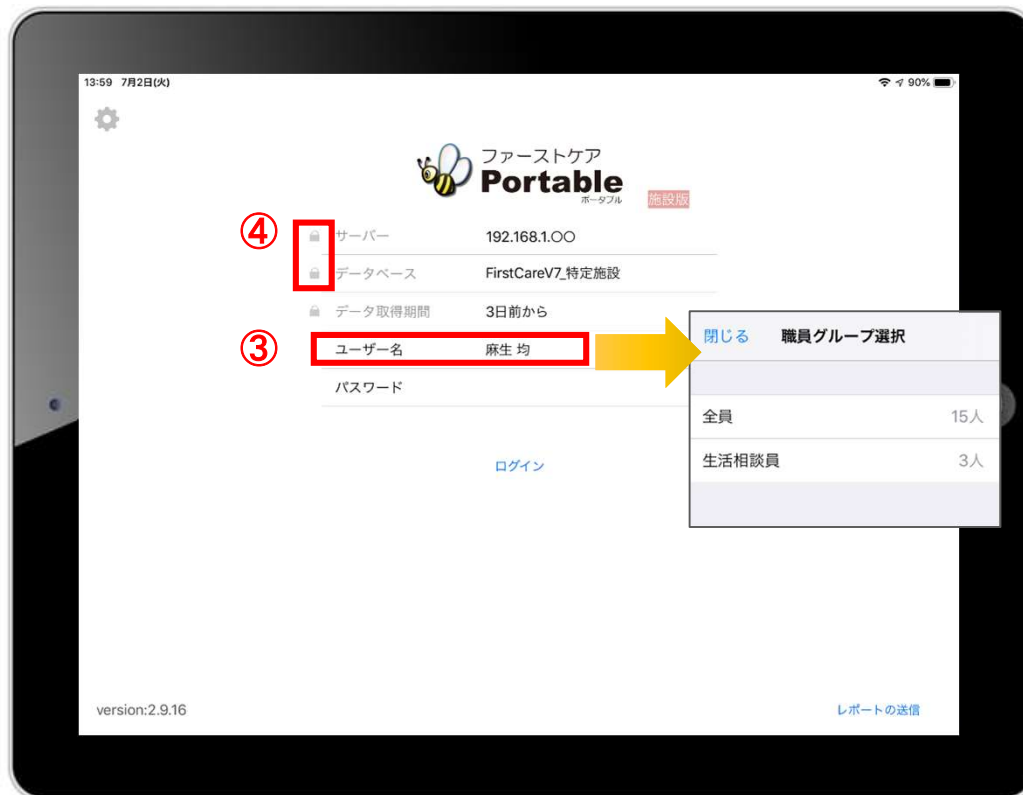 13:59 7月2日(火)
90%
ファーストケア
Portable
ポータブル
施設版
④
サーバー 192.168.1.〇〇
データベース FirstCareV7_特定施設
データ取得期間 3日前から
③
ユーザー名 麻生 均
パスワード
ログイン
閉じる 職員グループ選択
全員 15人
生活相談員 3人
version:2.9.16
レポートの送信